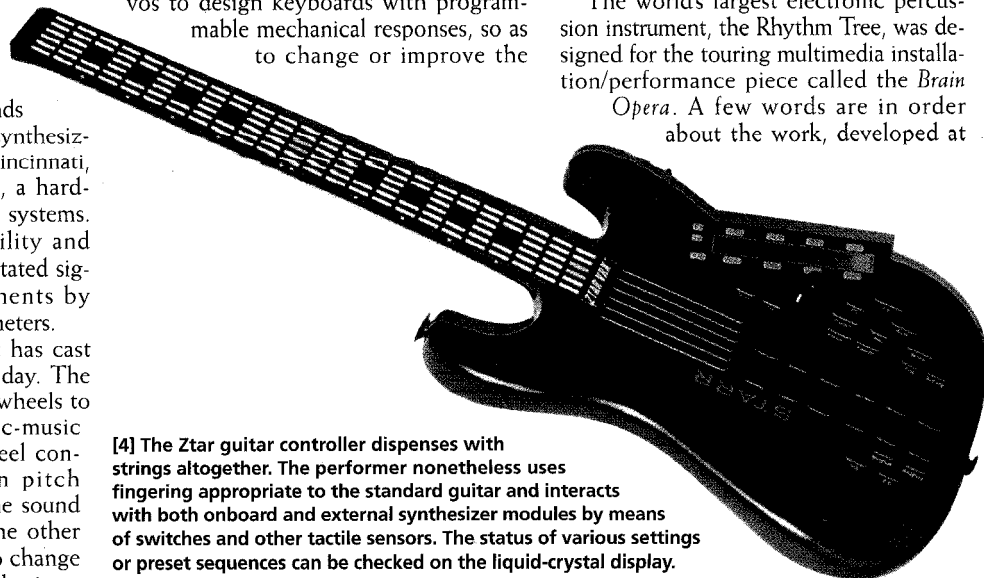 vos to design keyboards with program-
mable mechanical responses, so as
to change or improve the
The world's largest electronic percus-
sion instrument, the Rhythm Tree, was de-
signed for the touring multimedia installa-
tion/performance piece called the Brain
Opera. A few words are in order
about the work, developed at
nds
ynthesiz-
incinnati,
, a hard-
systems.
ility and
tated sig-
nents by
neters.
has cast
day. The
wheels to
c-music
eel con-
n pitch
e sound
ne other
o change
STARR
[4] The Ztar guitar controller dispenses with
strings altogether. The performer nonetheless uses
fingering appropriate to the standard guitar and interacts
with both onboard and external synthesizer modules by means
of switches and other tactile sensors. The status of various settings
or preset sequences can be checked on the liquid-crystal display.